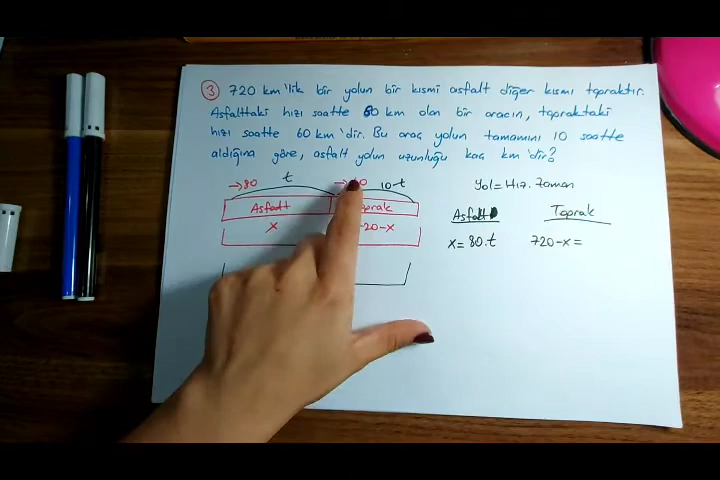 3 720 km'lik bir yolun bir kısmı asfalt diğer kısmı topraktır.
Asfalttaki hızı saatte 80 km olan bir aracın, topraktaki
hızı saatte 60 km'dir. Bu araç yolun tamamını 10 saatte
aldığına göre, asfalt yolun uzunluğu kaç km'dir?
→80 t 10-t
Asfalt
x 20-x
Yol = Hız . Zaman
Asfalt Toprak
x = 80.t 720-x =